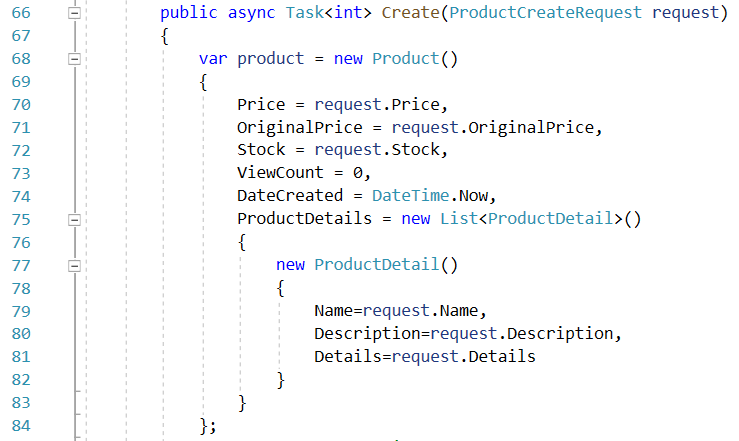 66 public async Task<int> Create(ProductCreateRequest request)
67 {
68 var product = new Product()
69 {
70 Price = request.Price,
71 OriginalPrice = request.OriginalPrice,
72 Stock = request.Stock,
73 ViewCount = 0,
74 DateCreated = DateTime.Now,
75 ProductDetails = new List<ProductDetail>()
76 {
77 new ProductDetail()
78 {
79 Name=request.Name,
80 Description=request.Description,
81 Details=request.Details
82 }
83 }
84 };